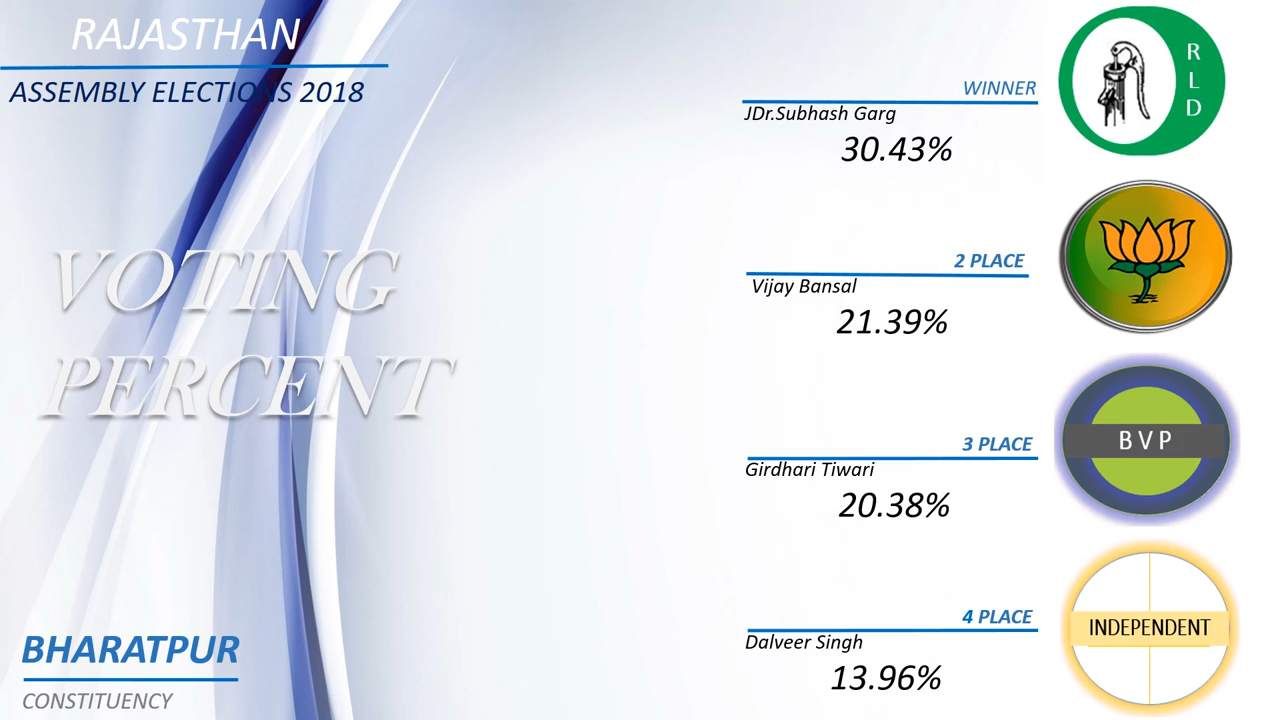 RAJASTHAN
ASSEMBLY ELECTIONS 2018
VOTING
PERCENT
BHARATPUR
CONSTITUENCY
WINNER
JDr.Subhash Garg
30.43%
R
L
D
2 PLACE
Vijay Bansal
21.39%
3 PLACE
Girdhari Tiwari
20.38%
B V P
4 PLACE
Dalveer Singh
13.96%
INDEPENDENT